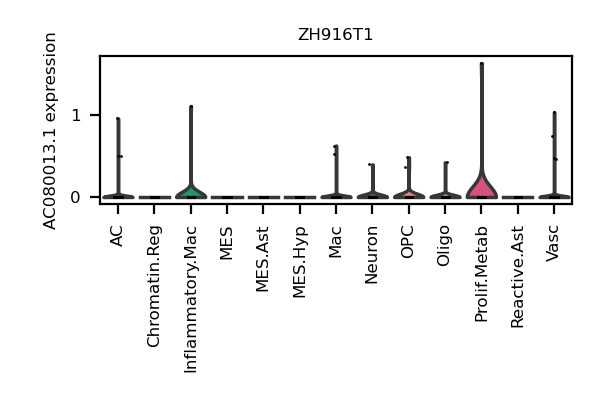 ZH916T1
AC080013.1 expression
1
0
AC
Chromatin.Reg
Inflammatory.Mac
MES
MES.Ast
MES.Hyp
Mac
Neuron
OPC
Oligo
Prolif.Metab
Reactive.Ast
Vasc